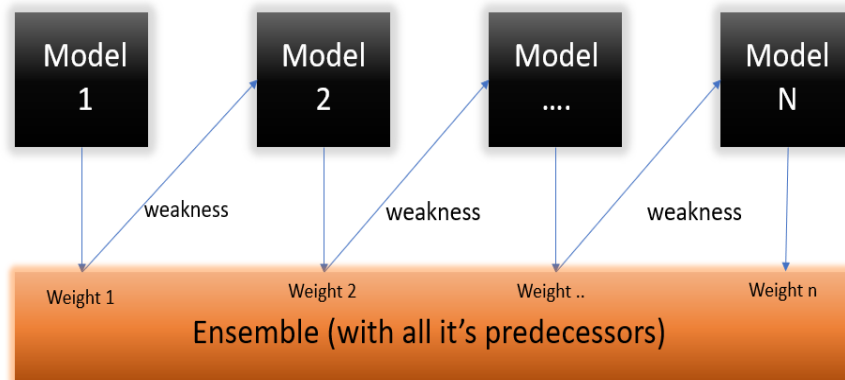 Model
1
Model
2
Model
....
Model
N
weakness
weakness
weakness
Weight 1
Weight 2
Weight ..
Weight n
Ensemble (with all it's predecessors)